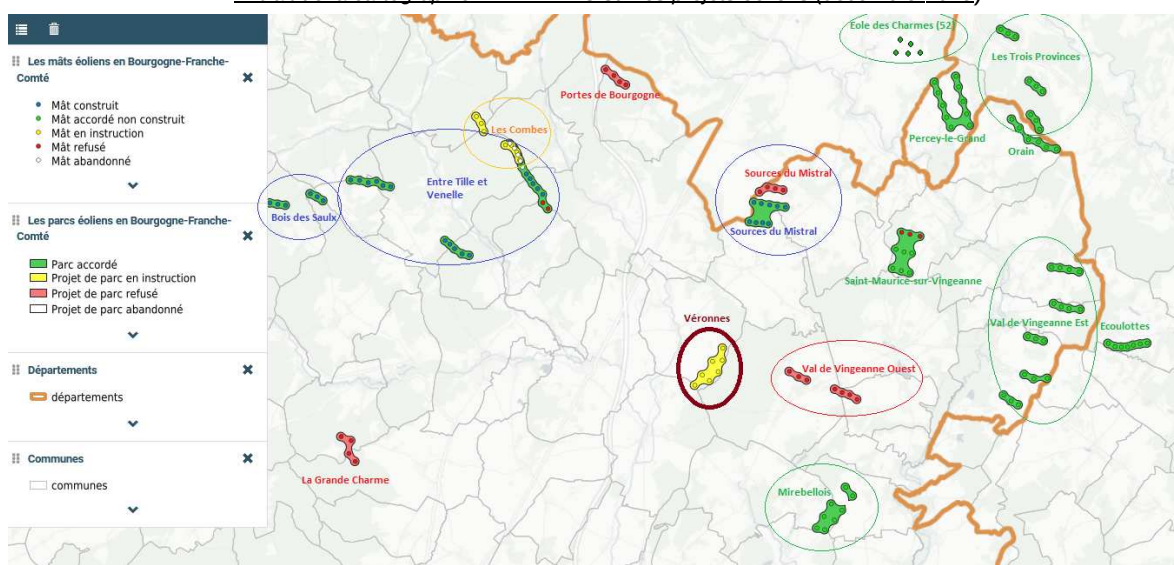 Les mâts éoliens en Bourgogne-Franche-
Comté
Mât construit
Mât accordé non construit
Mât en instruction
Mât refusé
Mât abandonné
Les parcs éoliens en Bourgogne-Franche-
Comté
Parc accordé
Projet de parc en instruction
Projet de parc refusé
Projet de parc abandonné
Départements
départements
Communes
communes
Eole des Charmes (52)
Les Trois Provinces
Portes de Bourgogne
Les Combes
Percey-le-Grand
Orain
Entre Tille et
Venelle
Sources du Mistral
Bois des Saulx
Sources du Mistral
Saint-Maurice-sur-Vingeanne
Véronnes
Val de Vingeanne Est
Ecoulottes
Val de Vingeanne Ouest
La Grande Charme
Mirebellois